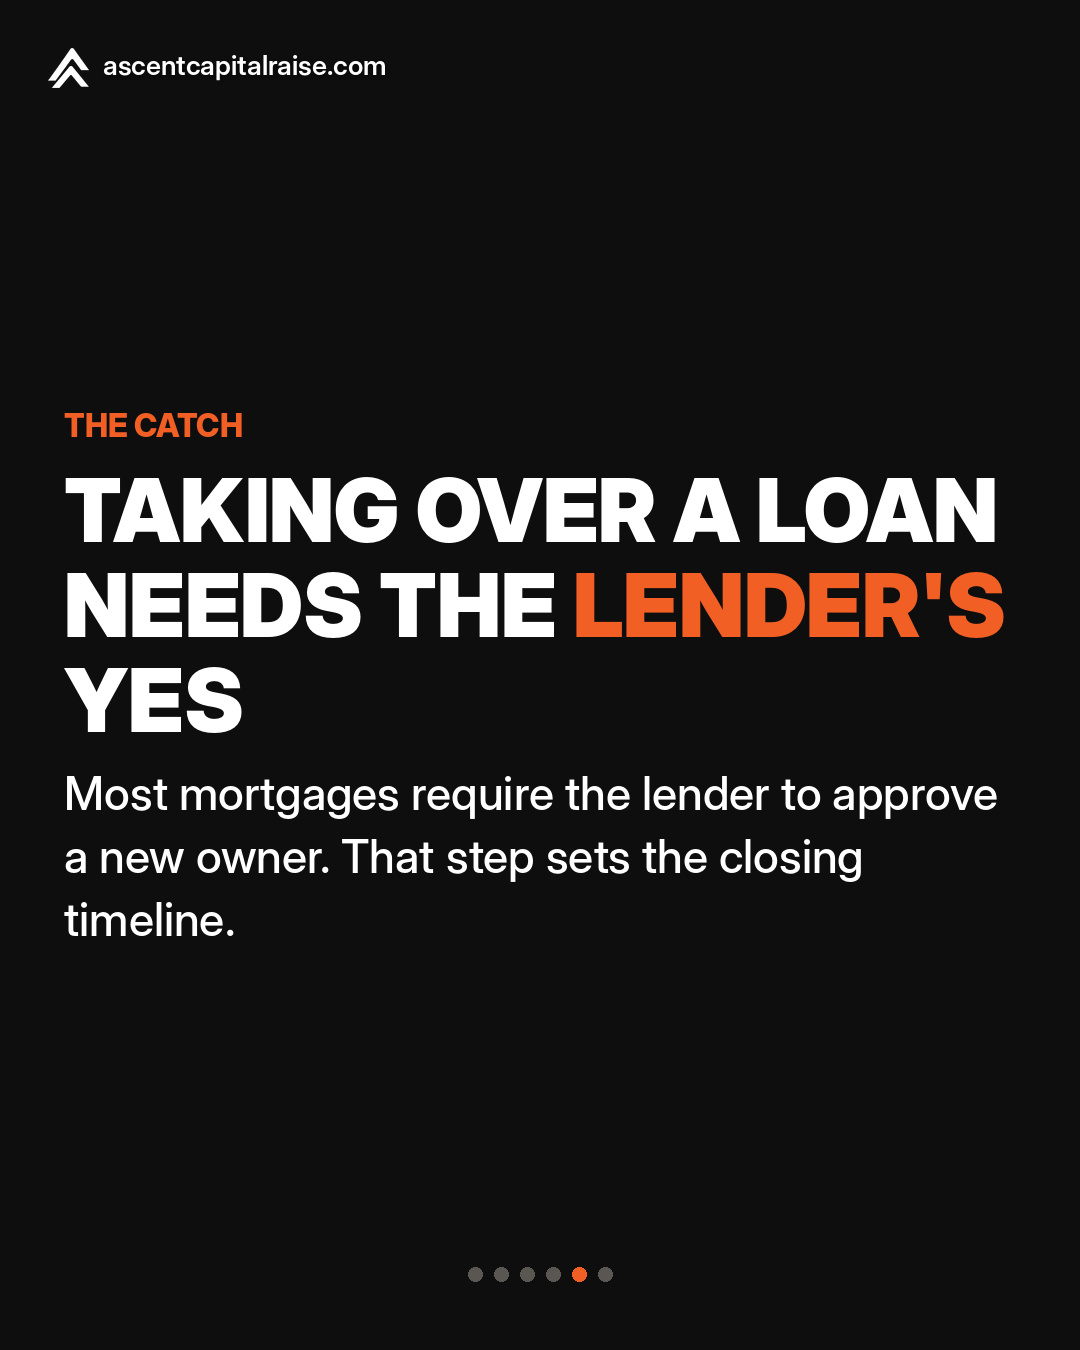 ascentcapitalraise.com
THE CATCH
TAKING OVER A LOAN
NEEDS THE LENDER'S
YES
Most mortgages require the lender to approve
a new owner. That step sets the closing
timeline.